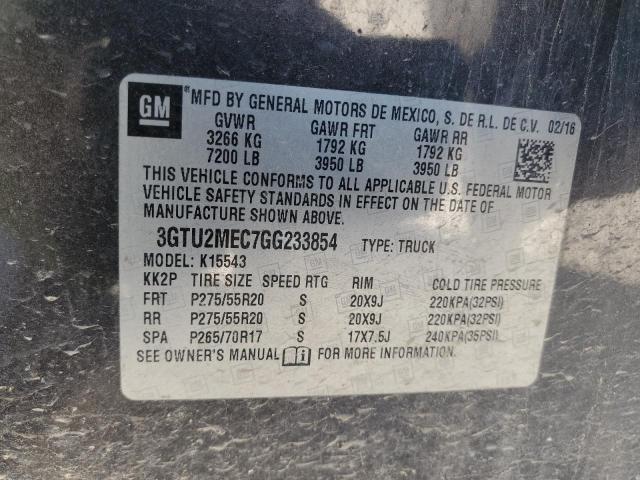 GM
® MFD BY GENERAL MOTORS DE MEXICO, S. DE R.L. DE C.V. 02/16
GVWR GAWR FRT GAWR RR
3266 KG 1792 KG 1792 KG
7200 LB 3950 LB 3950 LB
THIS VEHICLE CONFORMS TO ALL APPLICABLE U.S. FEDERAL MOTOR
VEHICLE SAFETY STANDARDS IN EFFECT ON THE DATE OF
MANUFACTURE SHOWN ABOVE.
3GTU2MEC7GG233854 TYPE: TRUCK
MODEL: K15543
KK2P TIRE SIZE SPEED RTG RIM COLD TIRE PRESSURE
FRT P275/55R20 S 20X9J 220KPA(32PSI)
RR P275/55R20 S 20X9J 220KPA(32PSI)
SPA P265/70R17 S 17X7.5J 240KPA(35PSI)
SEE OWNER'S MANUAL FOR MORE INFORMATION.